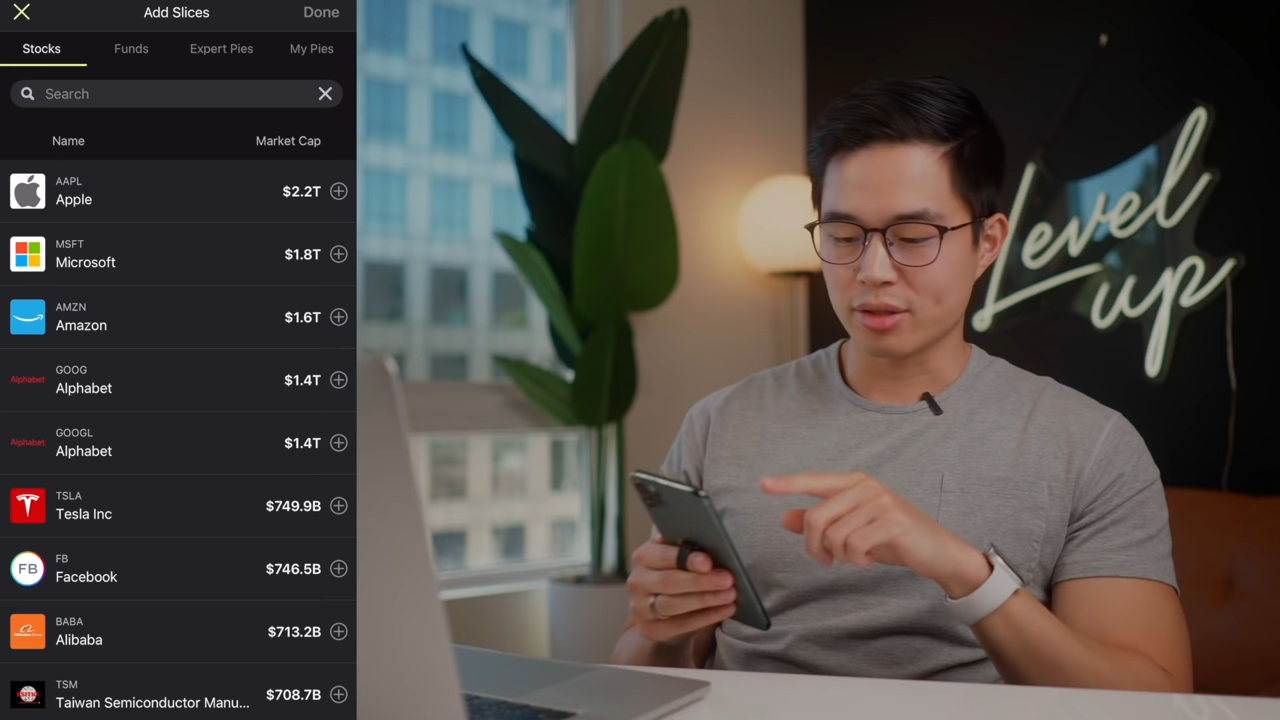 Add Slices
Done
Stocks
Funds
Expert Pies
My Pies
Search
Name
Market Cap
AAPL
Apple
$2.2T
MSFT
Microsoft
$1.8T
AMZN
Amazon
$1.6T
Alphabet
GOOG
Alphabet
$1.4T
Alphabet
GOOGL
Alphabet
$1.4T
TSLA
Tesla Inc
$749.9B
FB
FB
Facebook
$746.5B
BABA
Alibaba
$713.2B
TSM
Taiwan Semiconductor Manu...
$708.7B
Level
up